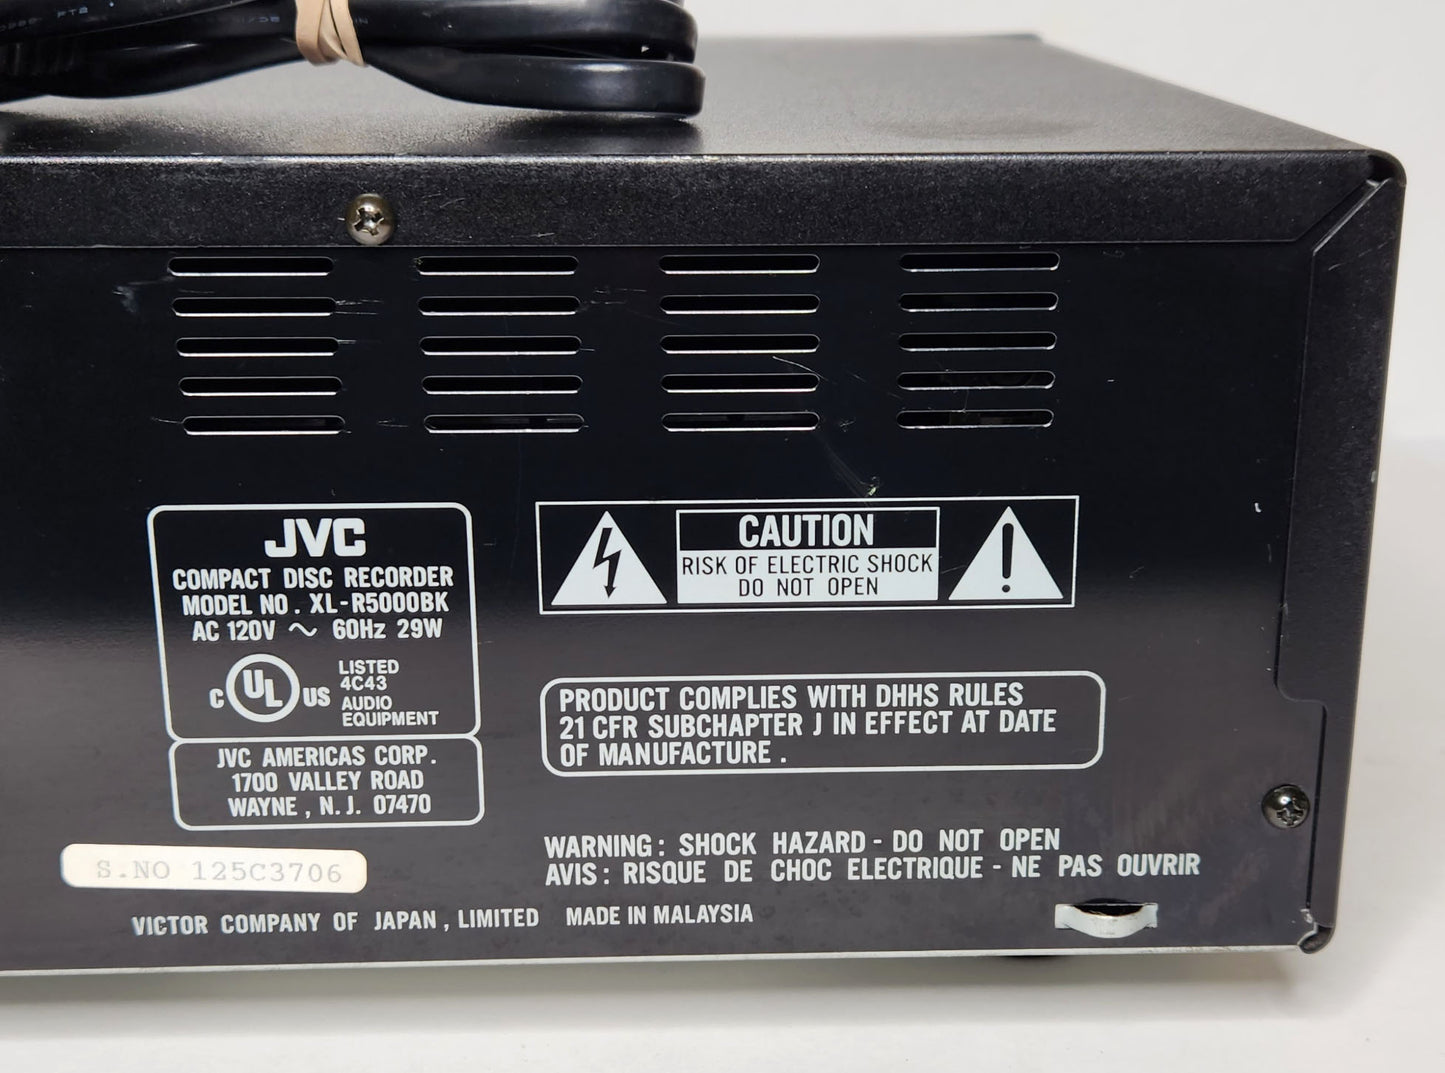 JVC
COMPACT DISC RECORDER
MODEL NO. XL-R5000BK
AC 120V ~ 60Hz 29W
C UL US
LISTED
4C43
AUDIO
EQUIPMENT
JVC AMERICAS CORP.
1700 VALLEY ROAD
WAYNE, N.J. 07470
S.NO 125C3706
CAUTION
RISK OF ELECTRIC SHOCK
DO NOT OPEN
PRODUCT COMPLIES WITH DHHS RULES
21 CFR SUBCHAPTER J IN EFFECT AT DATE
OF MANUFACTURE.
WARNING: SHOCK HAZARD - DO NOT OPEN
AVIS: RISQUE DE CHOC ELECTRIQUE - NE PAS OUVRIR
VICTOR COMPANY OF JAPAN, LIMITED MADE IN MALAYSIA